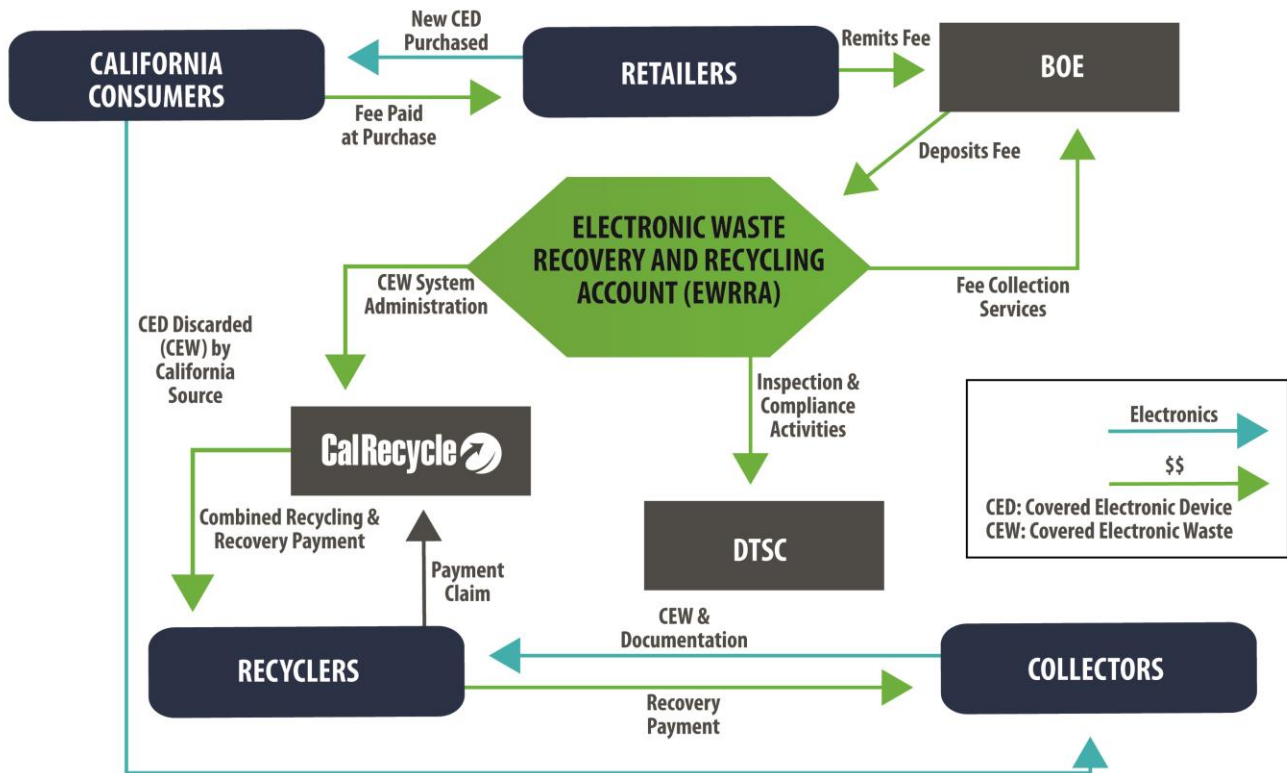 New CED
Purchased
Remits Fee
CALIFORNIA
CONSUMERS
RETAILERS
BOE
Fee Paid
at Purchase
Deposits Fee
ELECTRONIC WASTE
RECOVERY AND RECYCLING
ACCOUNT (EWRRA)
CEW System
Administration
Fee Collection
Services
CED Discarded
(CEW) by
California
Source
Inspection &
Compliance
Activities
Electronics
$$
CED: Covered Electronic Device
CEW: Covered Electronic Waste
CalRecycle
Combined Recycling &
Recovery Payment
Payment
Claim
DTSC
CEW &
Documentation
RECYCLERS
COLLECTORS
Recovery
Payment